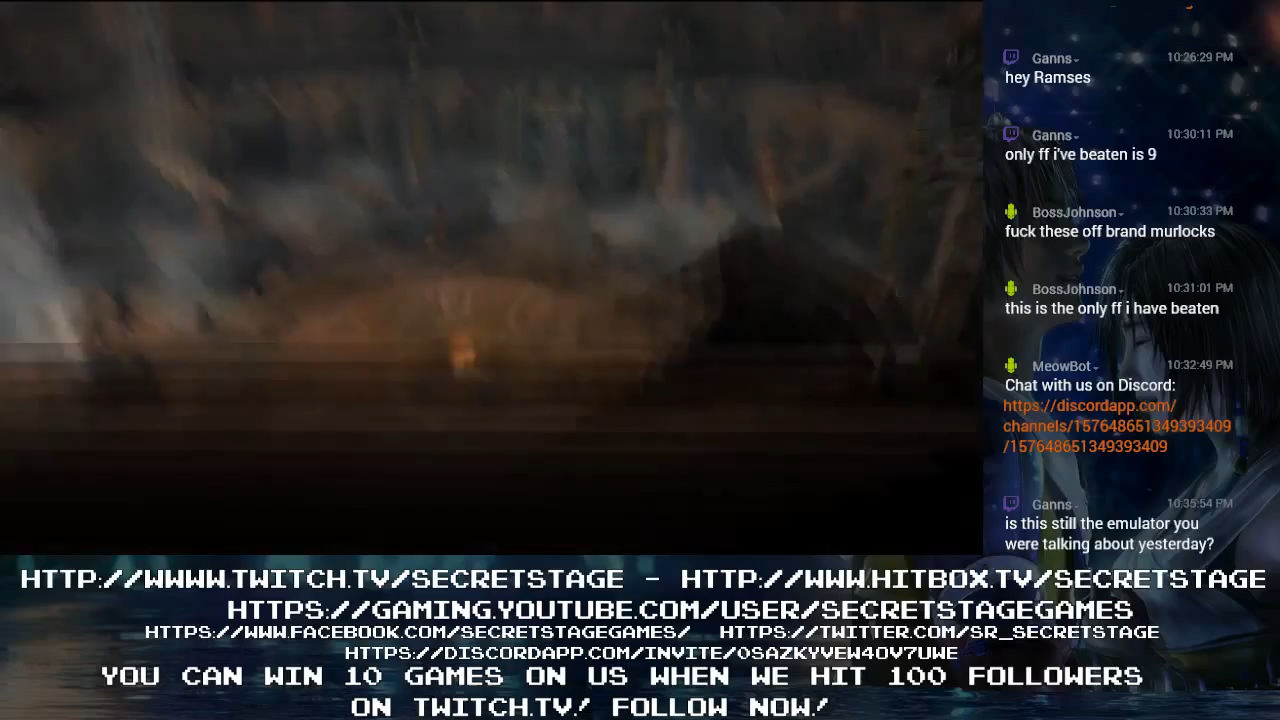 Ganns 10:26:29 PM
hey Ramses
Ganns 10:30:11 PM
only ff i've beaten is 9
BossJohnson 10:30:33 PM
fuck these off brand murlocks
BossJohnson 10:31:01 PM
this is the only ff i have beaten
MeowBot 10:32:49 PM
Chat with us on Discord:
https://discordapp.com/
channels/157648651349393409
/157648651349393409
Ganns 10:35:54 PM
is this still the emulator you
were talking about yesterday?
HTTP://WWWW.TWITCH.TV/SECRETSTAGE - HTTP://WWW.HITBOX.TV/SECRETSTAGE
HTTPS://GAMING.YOUTUBE.COM/USER/SECRETSTAGEGAMES
HTTPS://WWW.FACEBOOK.COM/SECRETSTAGEGAMES/ HTTPS://TWITTER.COM/SR_SECRETSTAGE
HTTPS://DISCORDAPP.COM/INVITE/0SAZKYVEW40V7UWE
YOU CAN WIN 10 GAMES ON US WHEN WE HIT 100 FOLLOWERS
ON TWITCH.TV! FOLLOW NOW!